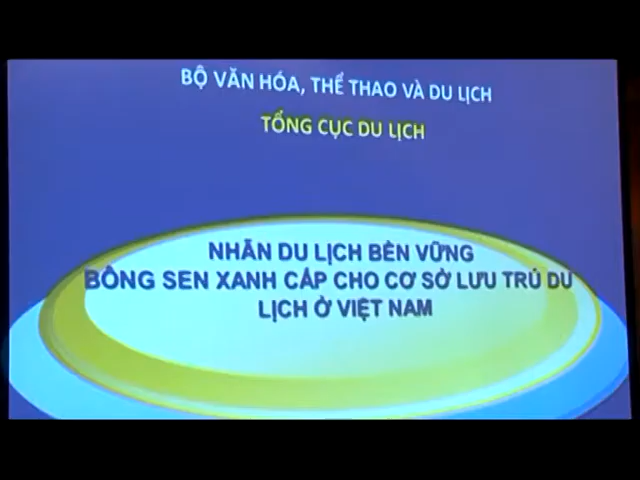 BỘ VĂN HÓA, THỂ THAO VÀ DU LỊCH
TỔNG CỤC DU LỊCH
NHÃN DU LỊCH BỀN VỮNG
BÔNG SEN XANH CẤP CHO CƠ SỞ LƯU TRÚ DU
LỊCH Ở VIỆT NAM